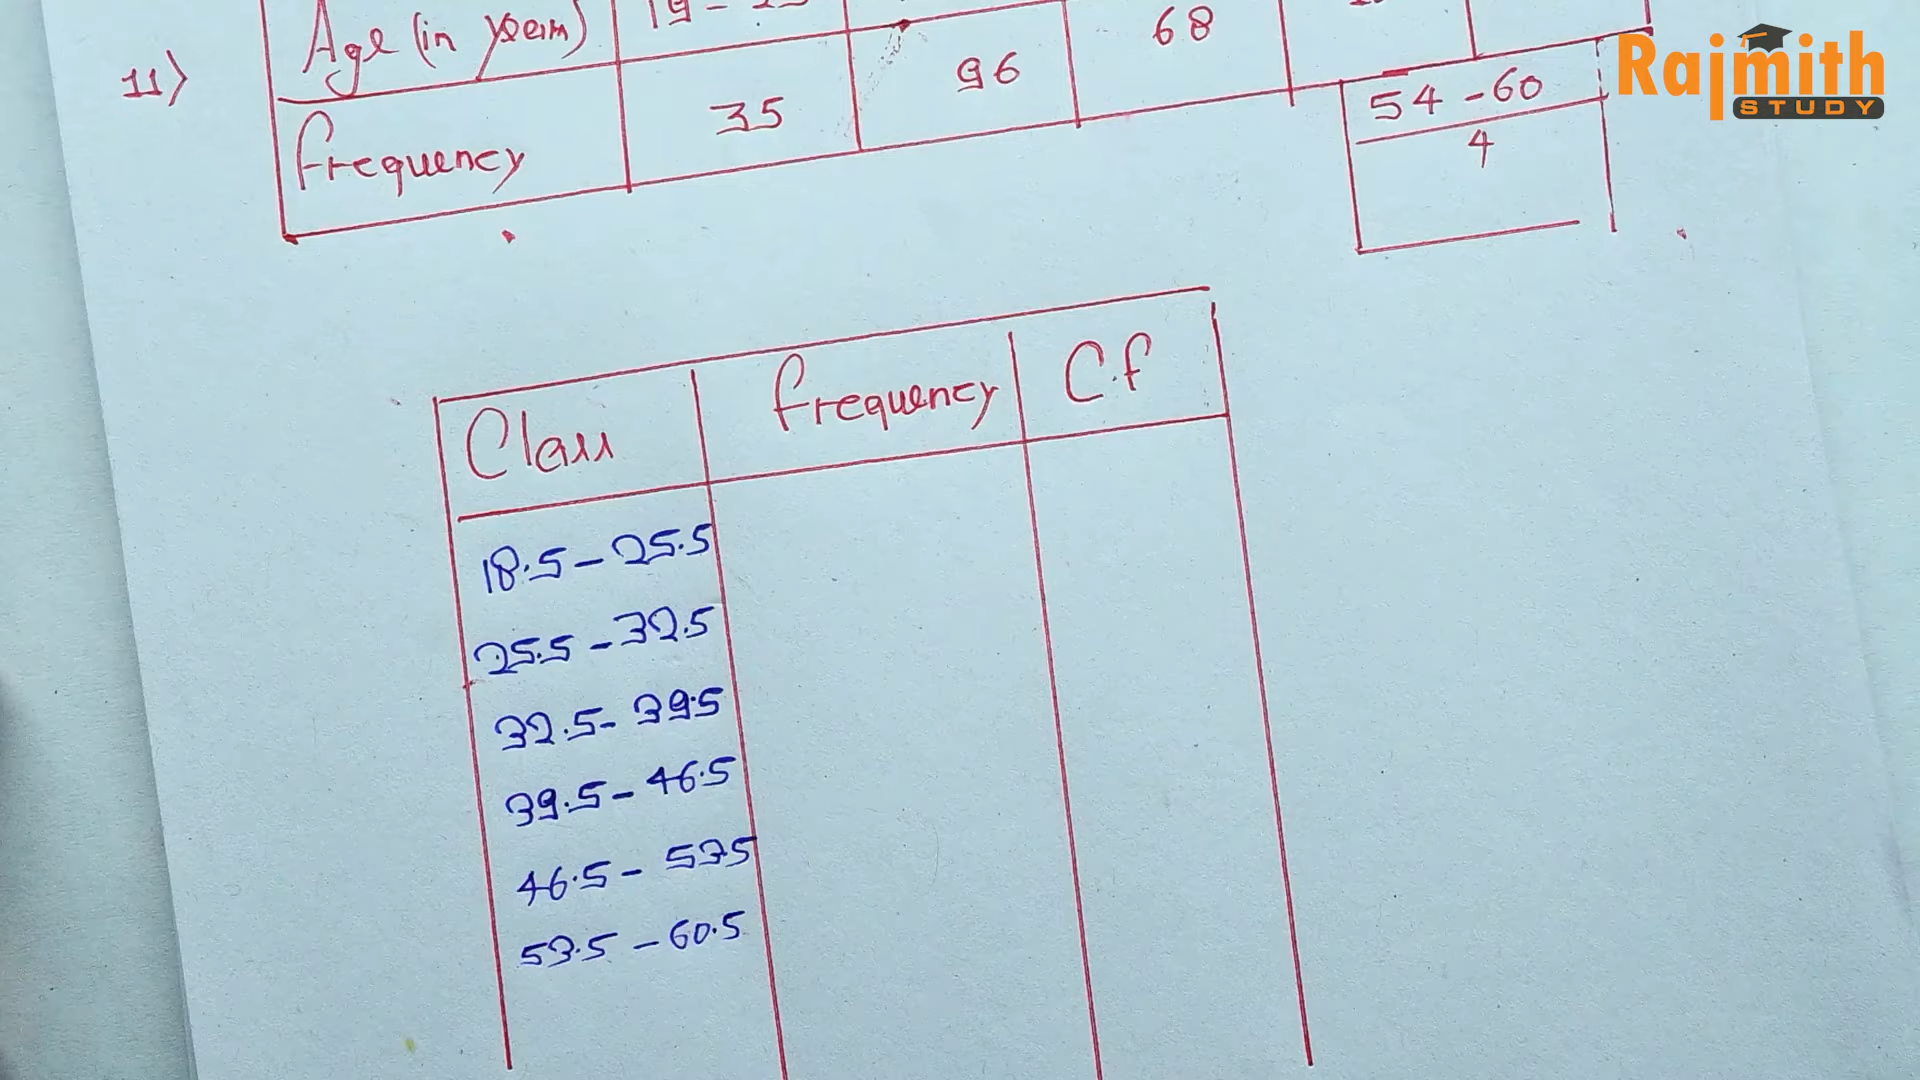 11)
Age (in years)
Frequency 35 96 68
54 - 60
4
Rajmith
STUDY
Class Frequency C.f
18.5 - 25.5
25.5 - 32.5
32.5 - 39.5
39.5 - 46.5
46.5 - 53.5
53.5 - 60.5